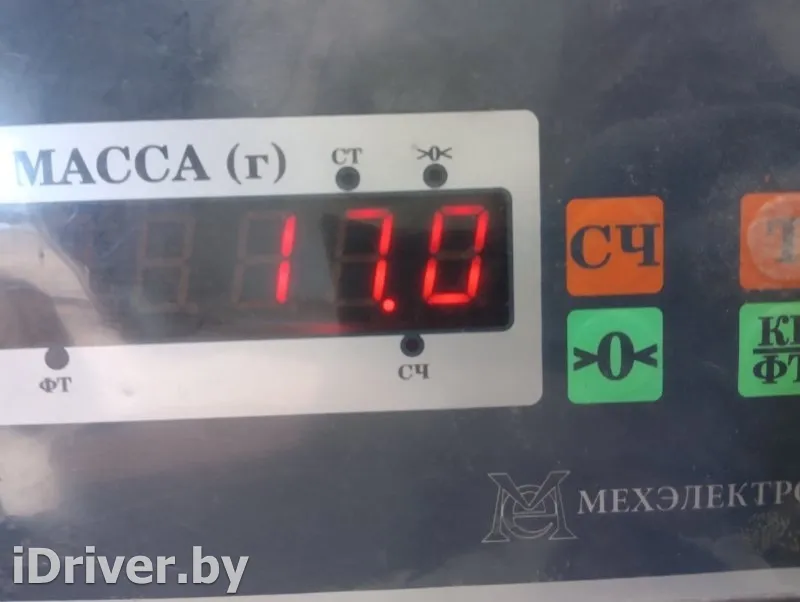 МАССА (г)
СТ
>0<
17.0
ФТ
СЧ
СЧ
Т
>0<
МЕХЭЛЕКТРО
iDriver.by